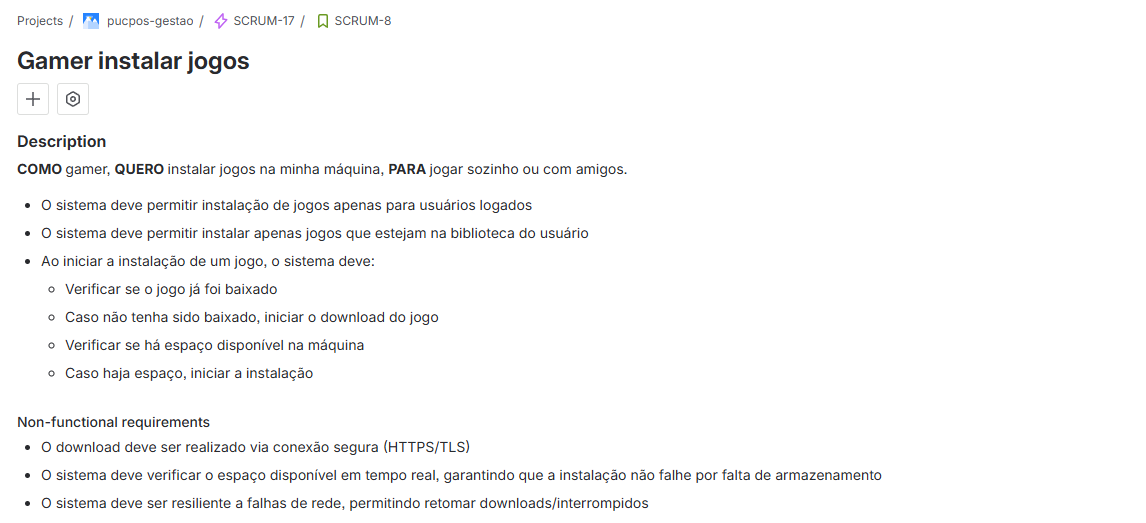 Projects / pucpos-gestao / SCRUM-17 / SCRUM-8
Gamer instalar jogos
Description
COMO gamer, QUERO instalar jogos na minha máquina, PARA jogar sozinho ou com amigos.
O sistema deve permitir instalação de jogos apenas para usuários logados
O sistema deve permitir instalar apenas jogos que estejam na biblioteca do usuário
Ao iniciar a instalação de um jogo, o sistema deve:
Verificar se o jogo já foi baixado
Caso não tenha sido baixado, iniciar o download do jogo
Verificar se há espaço disponível na máquina
Caso haja espaço, iniciar a instalação
Non-functional requirements
O download deve ser realizado via conexão segura (HTTPS/TLS)
O sistema deve verificar o espaço disponível em tempo real, garantindo que a instalação não falhe por falta de armazenamento
O sistema deve ser resiliente a falhas de rede, permitindo retomar downloads/interrompidos